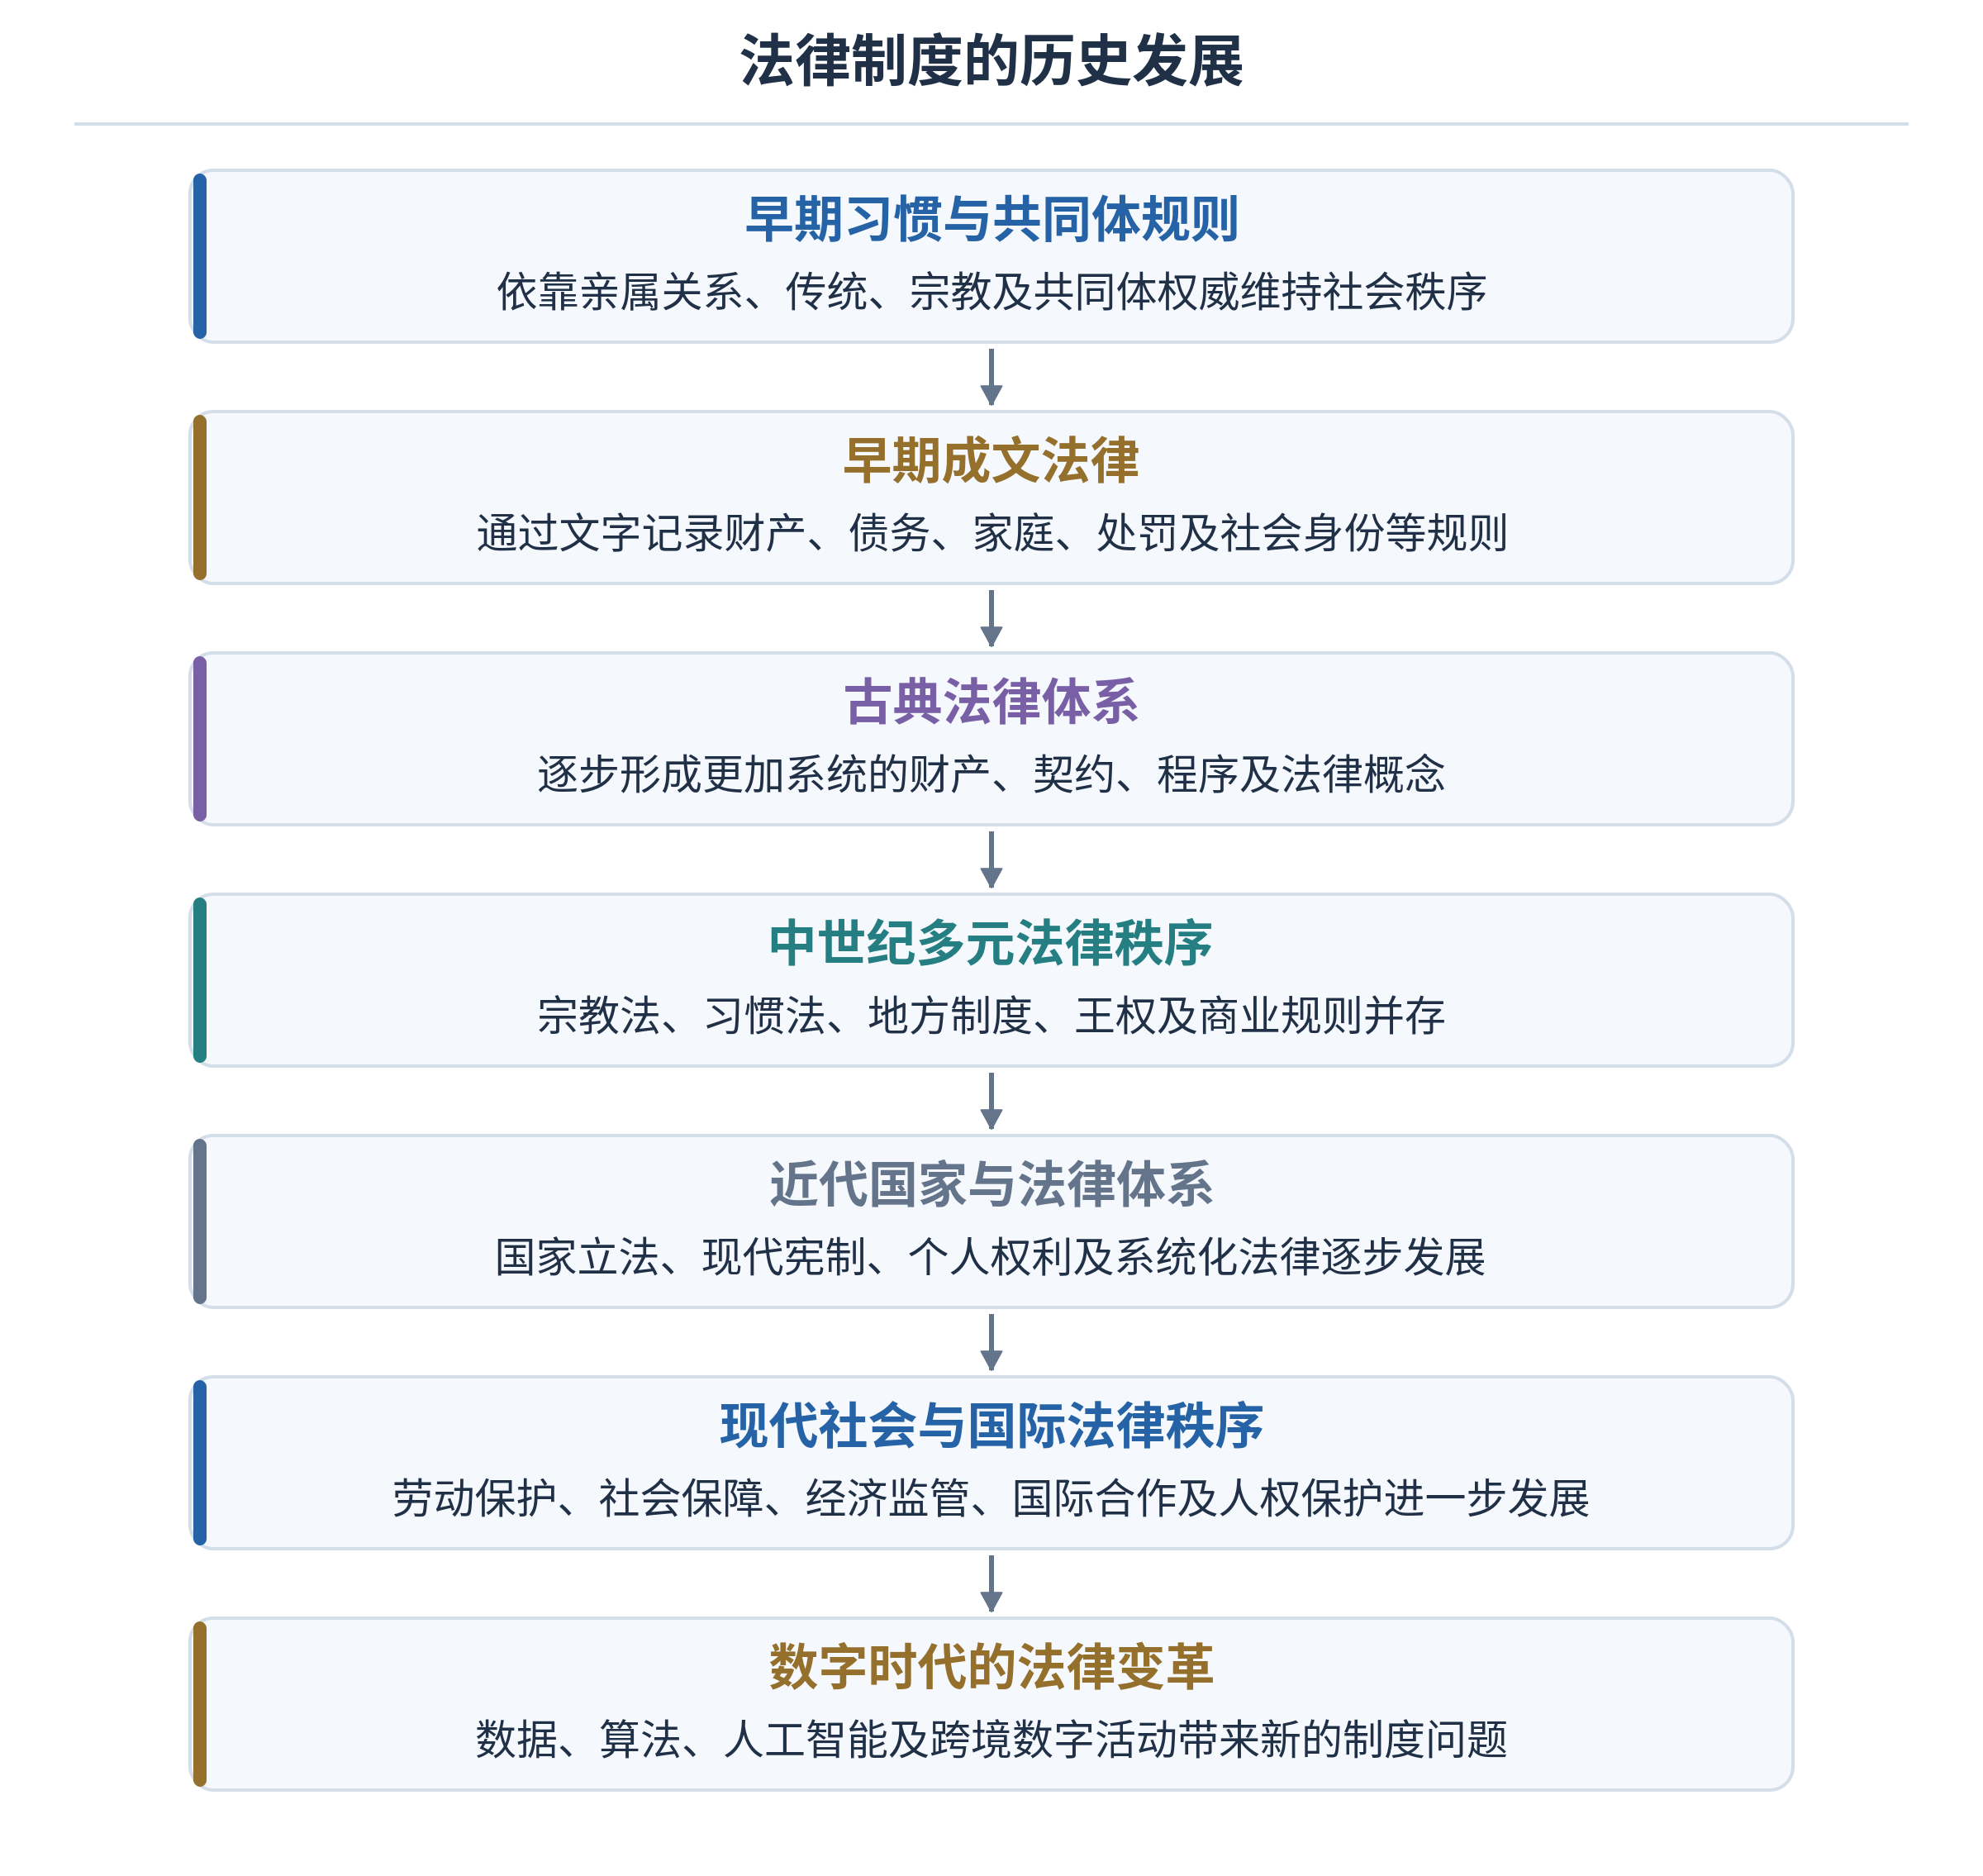 法律制度的历史发展
早期习惯与共同体规则
依靠亲属关系、传统、宗教及共同体权威维持社会秩序
早期成文法律
通过文字记录财产、债务、家庭、处罚及社会身份等规则
古典法律体系
逐步形成更加系统的财产、契约、程序及法律概念
中世纪多元法律秩序
宗教法、习惯法、地方制度、王权及商业规则并存
近代国家与法律体系
国家立法、现代宪制、个人权利及系统化法律逐步发展
现代社会与国际法律秩序
劳动保护、社会保障、经济监管、国际合作及人权保护进一步发展
数字时代的法律变革
数据、算法、人工智能及跨境数字活动带来新的制度问题